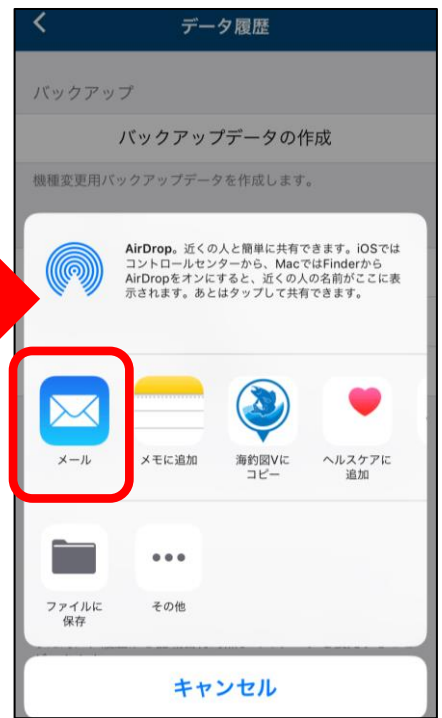 データ履歴
バックアップ
バックアップデータの作成
機種変更用バックアップデータを作成します。
AirDrop。近くの人と簡単に共有できます。iOSでは
コントロールセンターから、MacではFinderから
AirDropをオンにすると、近くの人の名前がここに表
示されます。あとはタップして共有できます。
メール
メモに追加
海釣図Vに
コピー
ヘルスケアに
追加
ファイルに
保存
その他
キャンセル